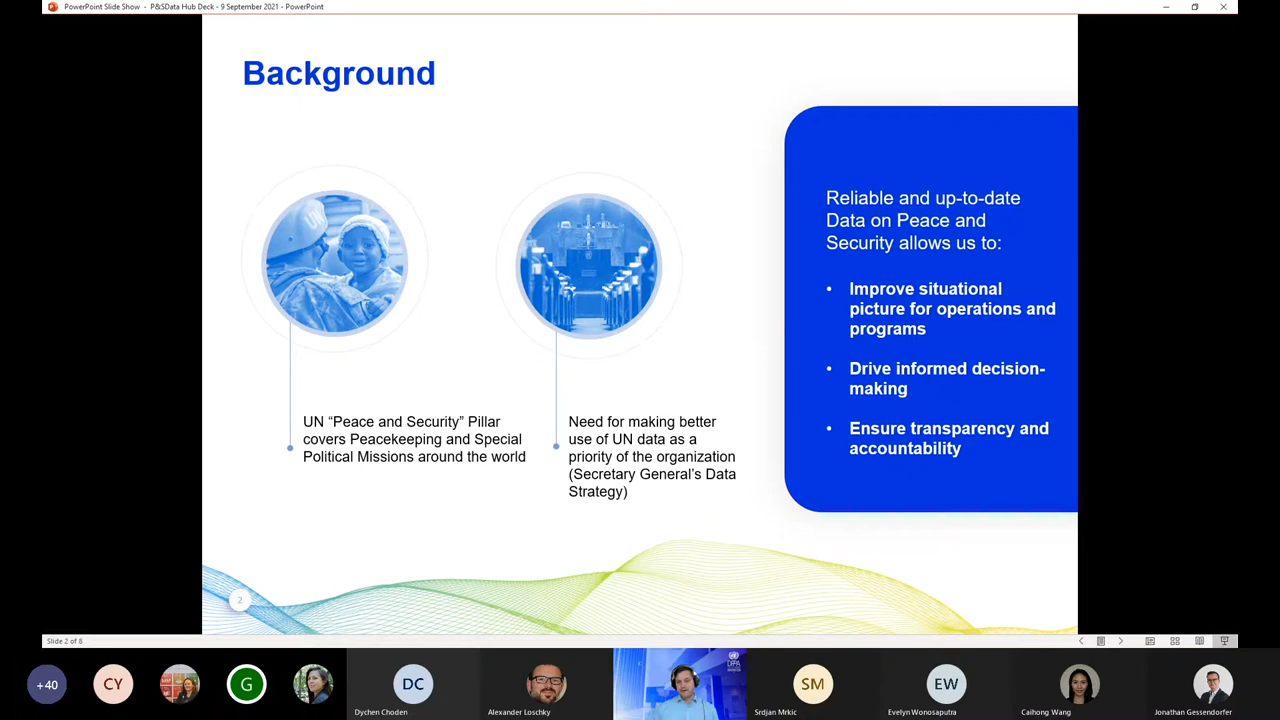 PowerPoint Slide Show - P&SData Hub Deck - 9 September 2021 - PowerPoint
Background
Reliable and up-to-date
Data on Peace and
Security allows us to:
• Improve situational
picture for operations and
programs
• Drive informed decision-
making
• Ensure transparency and
accountability
UN “Peace and Security” Pillar
covers Peacekeeping and Special
Political Missions around the world
Need for making better
use of UN data as a
priority of the organization
(Secretary General’s Data
Strategy)
2
Slide 2 of 6
+40
CY
G
DC
DPPA
SM
EW
Dychen Choden
Alexander Loschky
Srdjan Mrkic
Evelyn Wonosaputra
Caihong Wang
Jonathan Gessendorfer